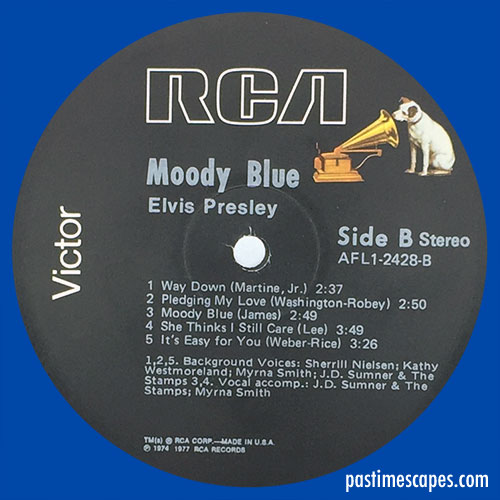 RCA
Victor
Moody Blue
Elvis Presley
Side B Stereo
AFL1-2428-B
1 Way Down (Martine, Jr.) 2:37
2 Pledging My Love (Washington-Robey) 2:50
3 Moody Blue (James) 2:49
4 She Thinks I Still Care (Lee) 3:49
5 It's Easy for You (Weber-Rice) 3:26
1,2,5. Background Voices: Sherrill Nielsen; Kathy
Westmoreland; Myrna Smith; J.D. Sumner & The
Stamps 3,4. Vocal accomp.: J.D. Sumner & The
Stamps; Myrna Smith
TM(s) ® RCA CORP.—MADE IN U.S.A.
℗ 1974 1977 RCA RECORDS
pastimescapes.com